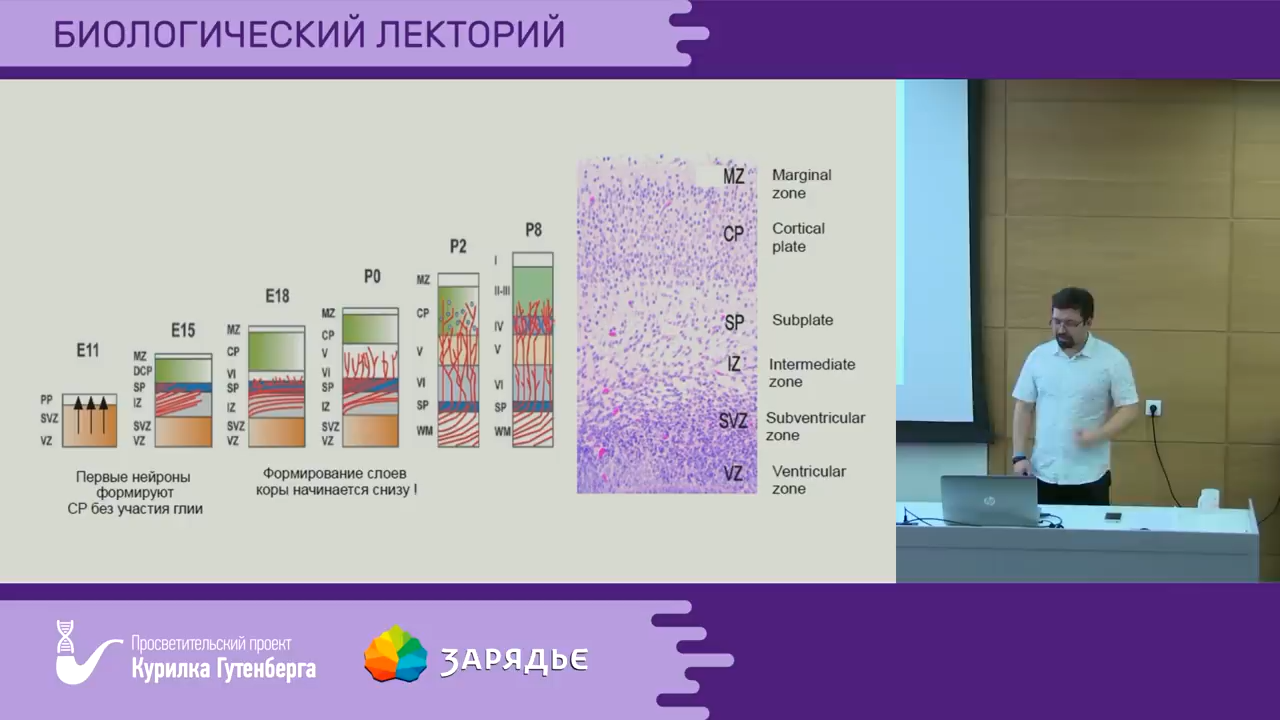 БИОЛОГИЧЕСКИЙ ЛЕКТОРИЙ
E11
PP
SVZ
VZ
E15
MZ
DCP
SP
IZ
SVZ
VZ
E18
MZ
CP
VI
SP
IZ
SVZ
VZ
P0
MZ
CP
V
VI
SP
IZ
SVZ
VZ
P2
MZ
CP
V
VI
SP
WM
P8
I
II-III
IV
V
VI
SP
WM
Первые нейроны
формируют
CP без участия глии
Формирование слоев
коры начинается снизу !
MZ Marginal
zone
CP Cortical
plate
SP Subplate
IZ Intermediate
zone
SVZ Subventricular
zone
VZ Ventricular
zone
hp
Просветительский проект
Курилка Гутенберга
ЗАРЯДЬЕ